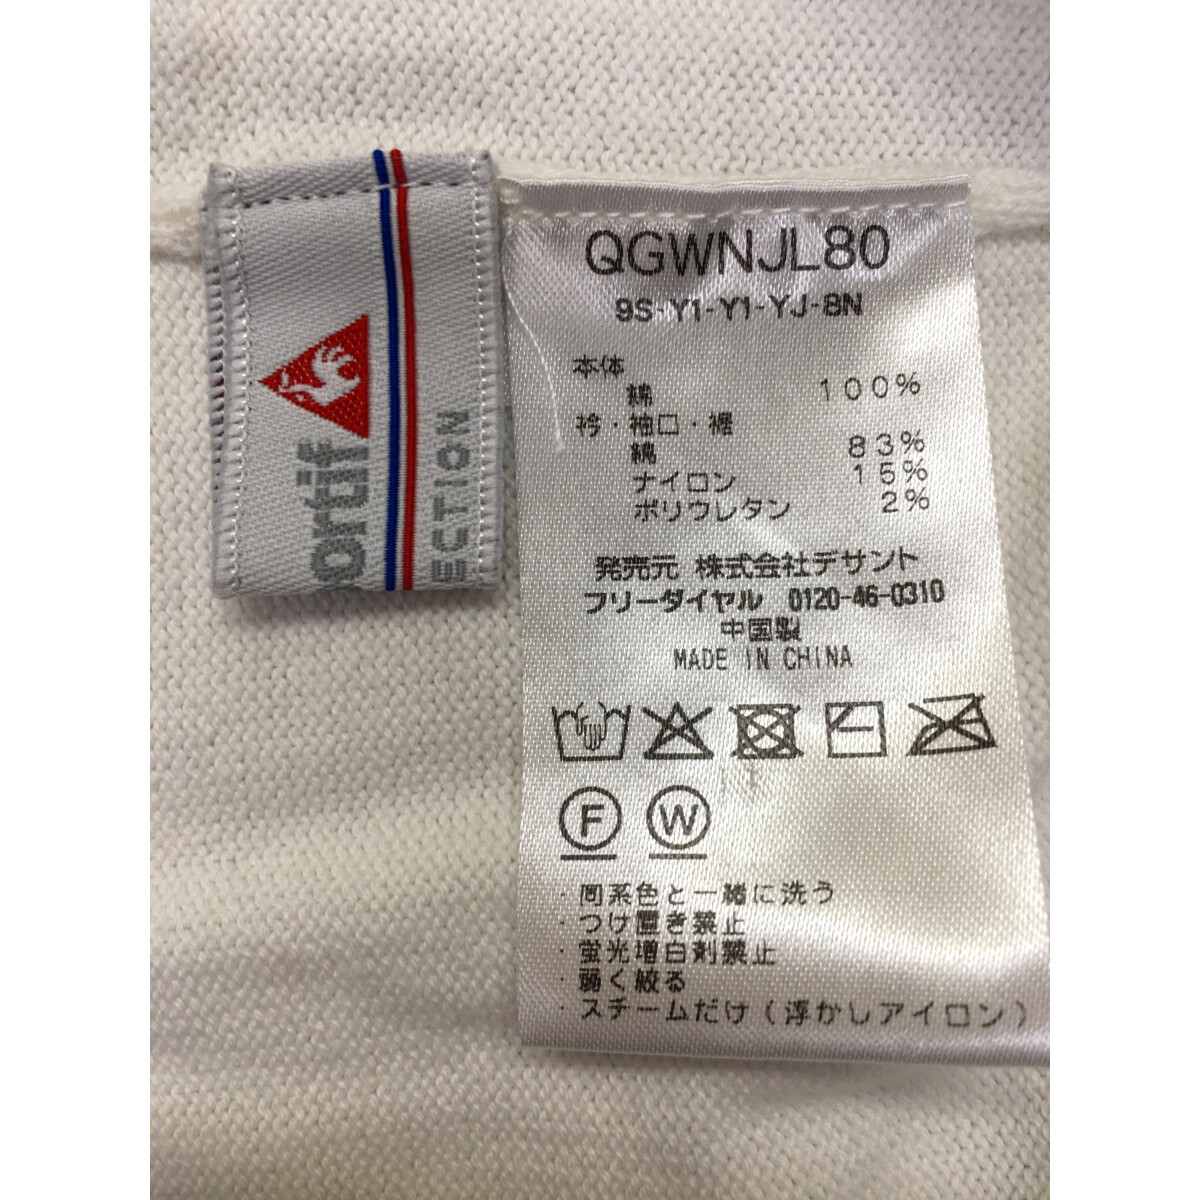 ortif
ECTION
QGWNJL80
9S-Y1-Y1-YJ-8N
本体
綿 100%
衿・袖口・裾
綿 83%
ナイロン 15%
ポリウレタン 2%
発売元 株式会社デサント
フリーダイヤル 0120-46-0310
中国製
MADE IN CHINA
F W
・同系色と一緒に洗う
・つけ置き禁止
・蛍光増白剤禁止
・弱く絞る
・スチームだけ(浮かしアイロン)